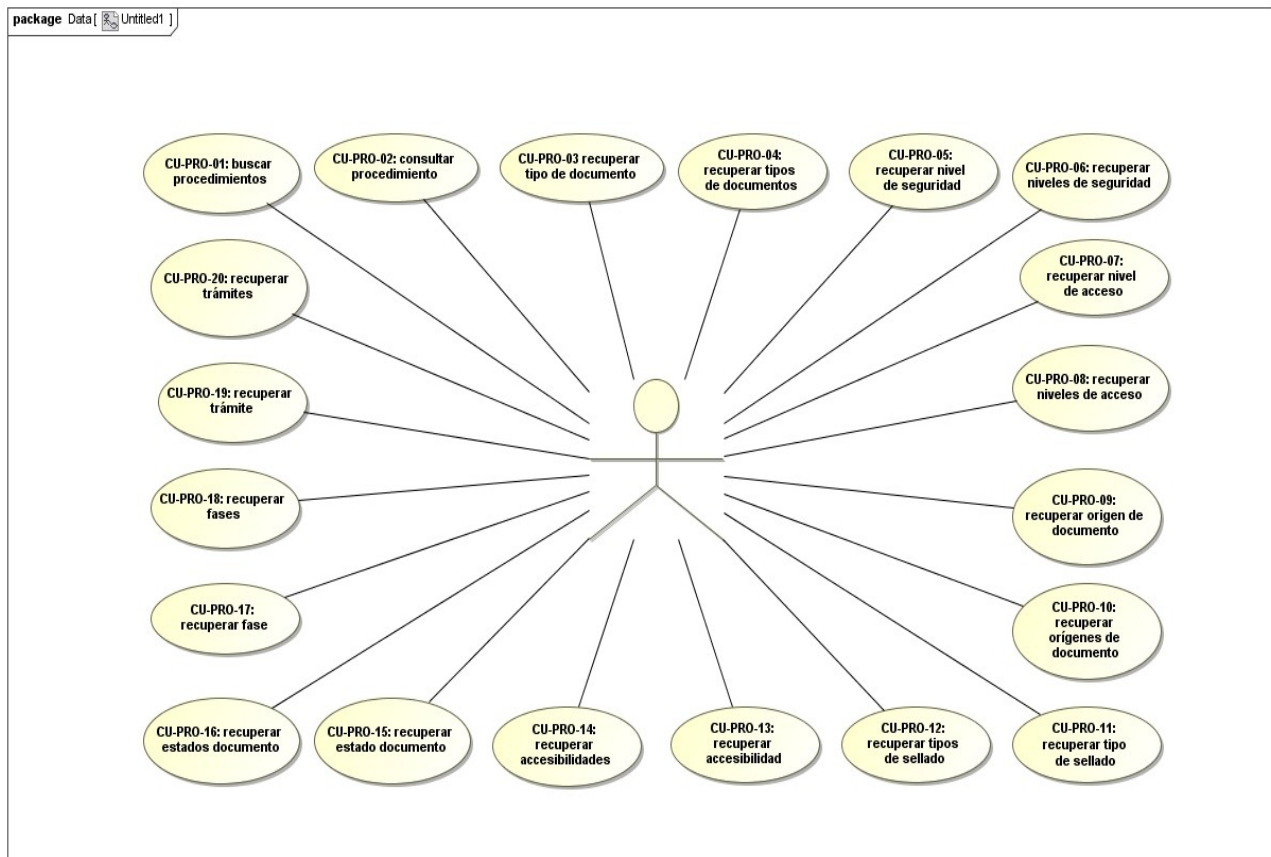 package Data [ Untitled1 ]
CU-PRO-01: buscar
procedimientos
CU-PRO-02: consultar
procedimiento
CU-PRO-03 recuperar
tipo de documento
CU-PRO-04:
recuperar tipos
de documentos
CU-PRO-05:
recuperar nivel
de seguridad
CU-PRO-06: recuperar
niveles de seguridad
CU-PRO-20: recuperar
trámites
CU-PRO-07:
recuperar nivel
de acceso
CU-PRO-19: recuperar
trámite
CU-PRO-08: recuperar
niveles de acceso
CU-PRO-18: recuperar
fases
CU-PRO-09:
recuperar origen de
documento
CU-PRO-17:
recuperar fase
CU-PRO-10:
recuperar
orígenes de
documento
CU-PRO-16: recuperar
estados documento
CU-PRO-15: recuperar
estado documento
CU-PRO-14:
recuperar
accesibilidades
CU-PRO-13:
recuperar
accesibilidad
CU-PRO-12:
recuperar tipos
de sellado
CU-PRO-11:
recuperar tipo
de sellado